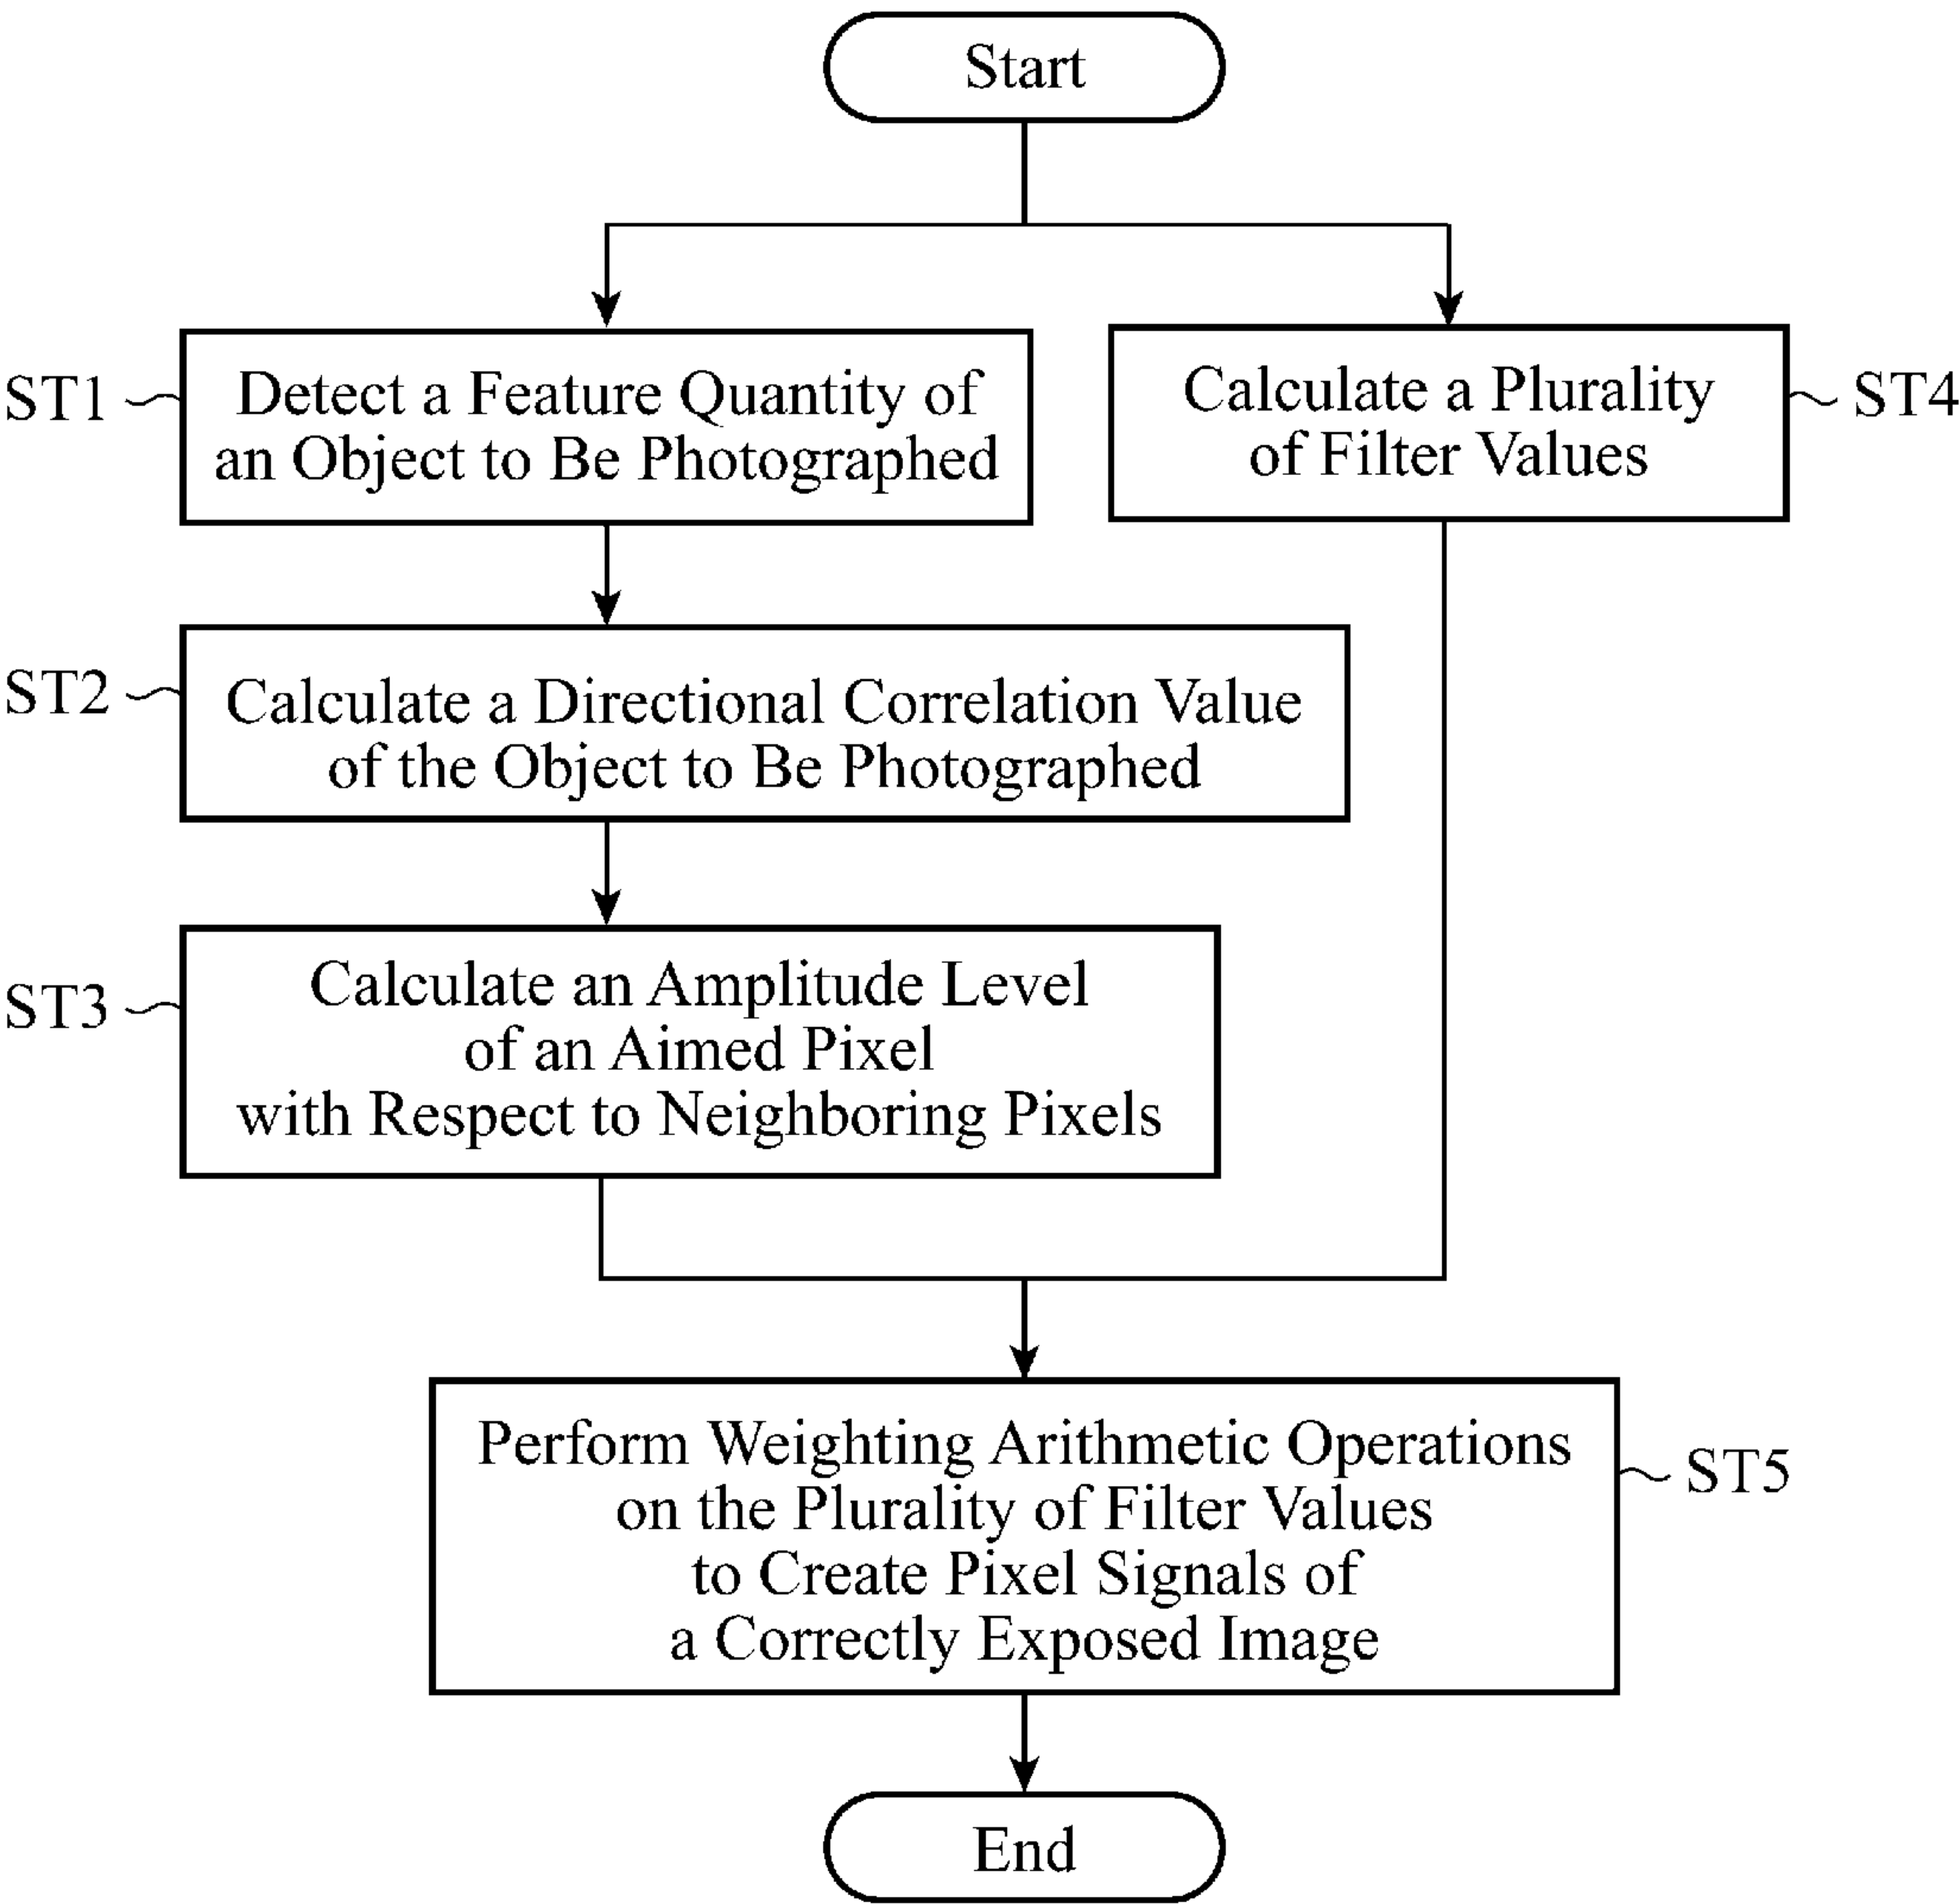 Start
ST1
Detect a Feature Quantity of
an Object to Be Photographed
Calculate a Plurality
of Filter Values
ST4
ST2
Calculate a Directional Correlation Value
of the Object to Be Photographed
ST3
Calculate an Amplitude Level
of an Aimed Pixel
with Respect to Neighboring Pixels
Perform Weighting Arithmetic Operations
on the Plurality of Filter Values
to Create Pixel Signals of
a Correctly Exposed Image
ST5
End